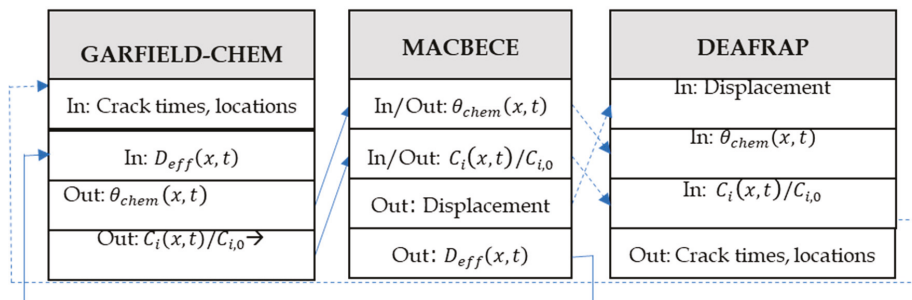 GARFIELD-CHEM
In: Crack times, locations
In: D_eff(x, t)
Out: θ_chem(x, t)
Out: C_i(x, t)/C_i,0→
MACBECE
In/Out: θ_chem(x, t)
In/Out: C_i(x, t)/C_i,0
Out: Displacement
Out: D_eff(x, t)
DEAFRAP
In: Displacement
In: θ_chem(x, t)
In: C_i(x, t)/C_i,0
Out: Crack times, locations